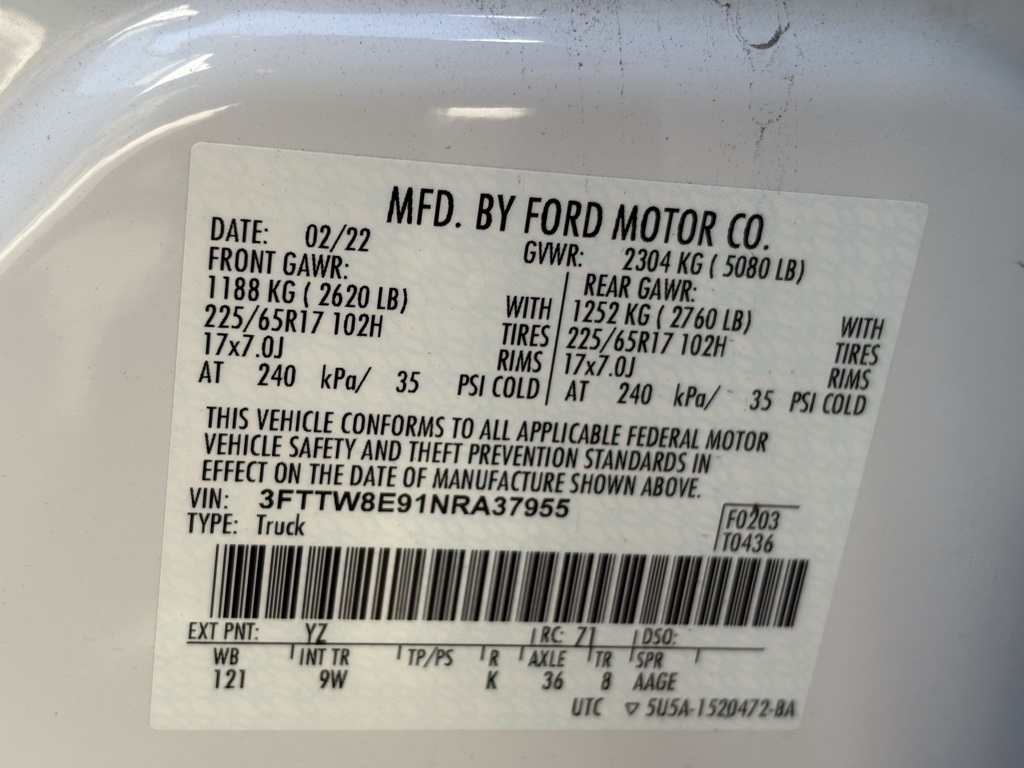 MFD. BY FORD MOTOR CO.
DATE: 02/22 GVWR: 2304 KG ( 5080 LB)
FRONT GAWR: REAR GAWR:
1188 KG ( 2620 LB) WITH 1252 KG ( 2760 LB) WITH
225/65R17 102H TIRES 225/65R17 102H TIRES
17x7.0J RIMS 17x7.0J RIMS
AT 240 kPa/ 35 PSI COLD AT 240 kPa/ 35 PSI COLD
THIS VEHICLE CONFORMS TO ALL APPLICABLE FEDERAL MOTOR
VEHICLE SAFETY AND THEFT PREVENTION STANDARDS IN
EFFECT ON THE DATE OF MANUFACTURE SHOWN ABOVE.
VIN: 3FTTW8E91NRA37955
TYPE: Truck
F0203
T0436
EXT PNT: YZ RC: 71 DSO:
WB INT TR TP/PS R AXLE TR SPR
121 9W K 36 8 AAGE
UTC ▽ 5U5A-1520472-BA